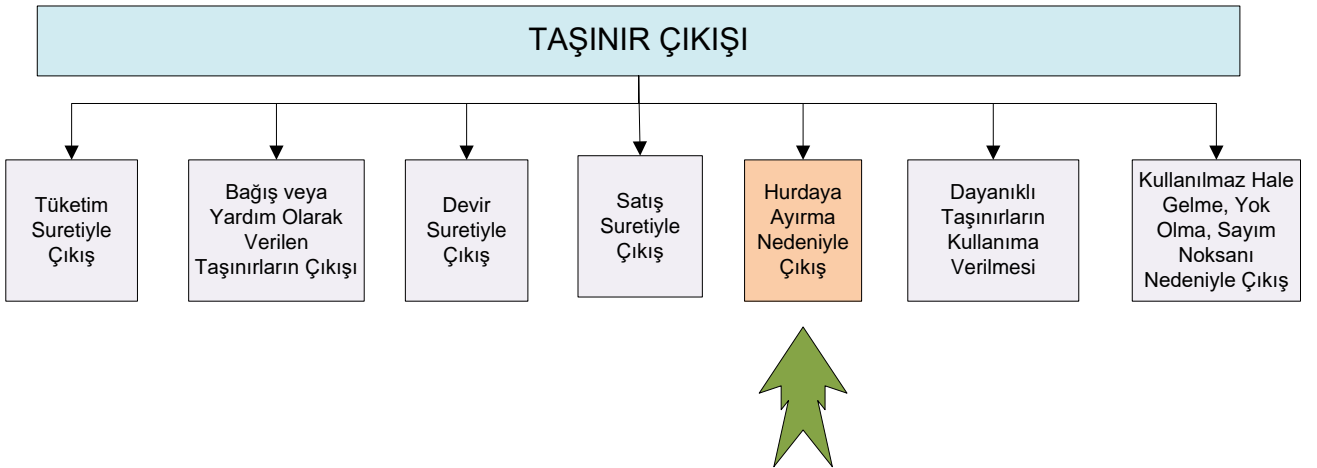 TAŞINIR ÇIKIŞI
Tüketim
Suretiyle
Çıkış
Bağış veya
Yardım Olarak
Verilen
Taşınırların Çıkışı
Devir
Suretiyle
Çıkış
Satış
Suretiyle
Çıkış
Hurdaya
Ayırma
Nedeniyle
Çıkış
Dayanıklı
Taşınırların
Kullanıma
Verilmesi
Kullanılmaz Hale
Gelme, Yok
Olma, Sayım
Noksanı
Nedeniyle Çıkış